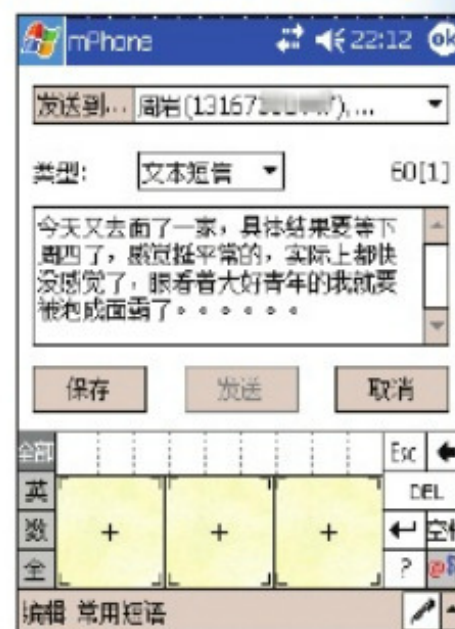 mPhone 22:12 ok
发送到... 周岩(13167 ),...
类型: 文本短信 60[1]
今天又去面了一家，具体结果要等下
周四了，感觉挺平常的，实际上都快
没感觉了，眼看着大好青年的我就要
被泡成面霸了。。。。。。
保存 发送 取消
全部 Esc
英 DEL
数
全 ?
编辑 常用短语